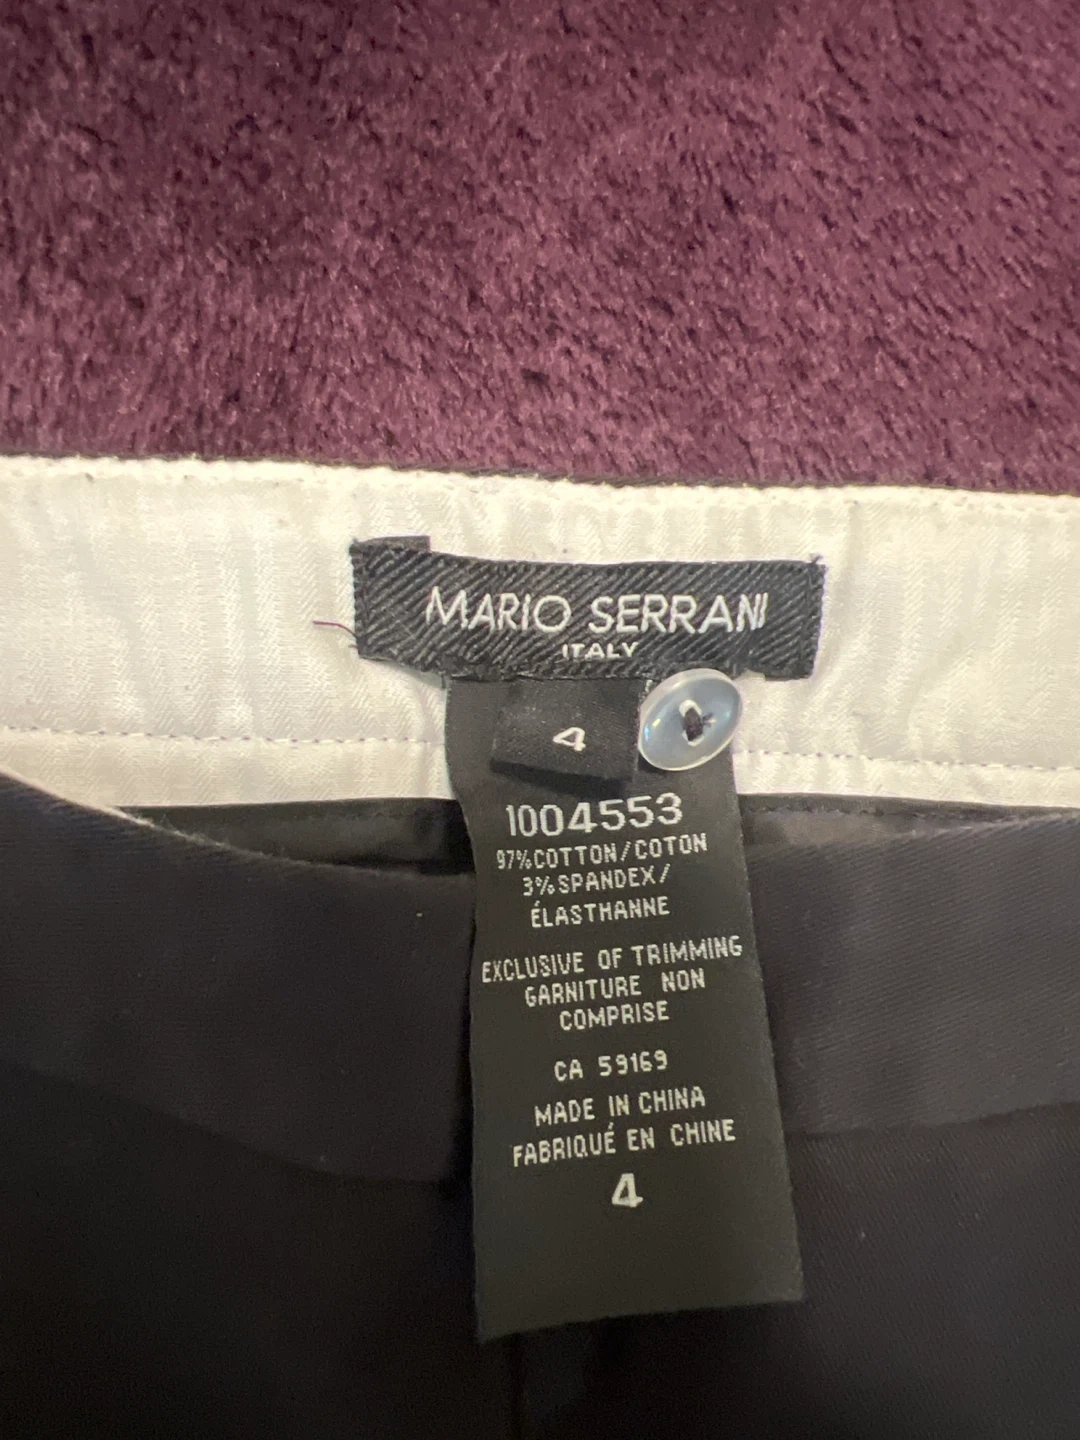 MARIO SERRANI
ITALY
4
1004553
97%COTTON/COTON
3%SPANDEX/
ÉLASTHANNE
EXCLUSIVE OF TRIMMING
GARNITURE NON
COMPRISE
CA 59169
MADE IN CHINA
FABRIQUÉ EN CHINE
4